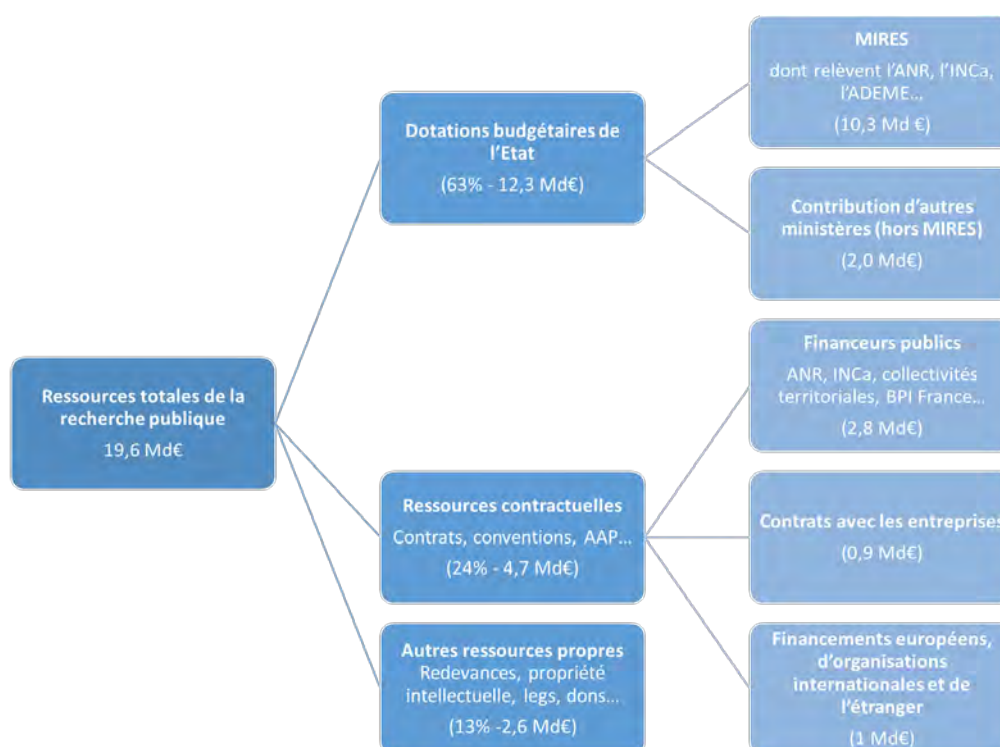 Ressources totales de la
recherche publique
19,6 Md€
Dotations budgétaires de
l'Etat
(63% - 12,3 Md€)
Ressources contractuelles
Contrats, conventions, AAP...
(24% - 4,7 Md€)
Autres ressources propres
Redevances, propriété
intellectuelle, legs, dons...
(13% -2,6 Md€)
MIRES
dont relèvent l'ANR, l'INCa,
l'ADEME...
(10,3 Md €)
Contribution d'autres
ministères (hors MIRES)
(2,0 Md€)
Financeurs publics
ANR, INCa, collectivités
territoriales, BPI France...
(2,8 Md€)
Contrats avec les entreprises
(0,9 Md€)
Financements européens,
d'organisations
internationales et de
l'étranger
(1 Md€)